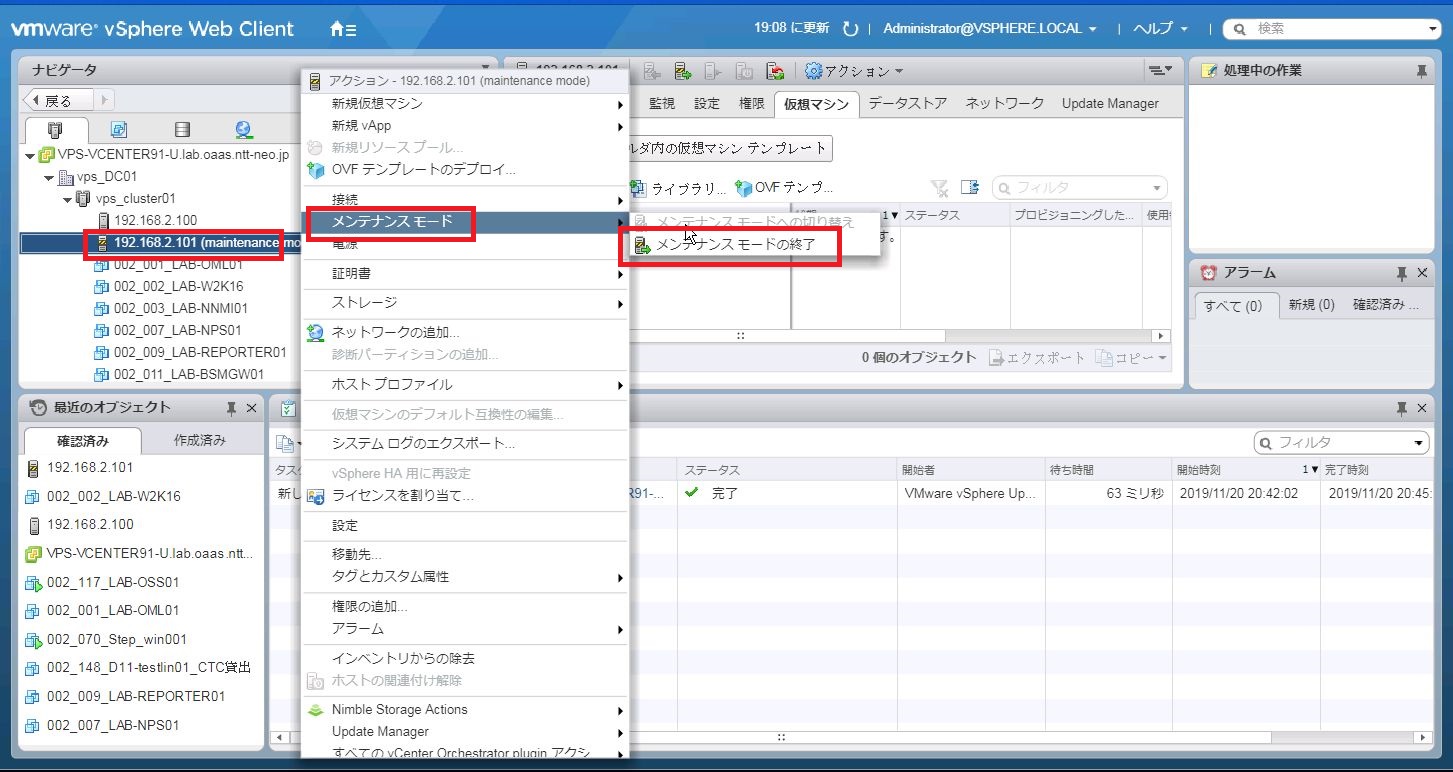 vmware® vSphere Web Client
19:08 に更新
Administrator@VSPHERE.LOCAL
ヘルプ
検索
ナビゲータ
戻る
VPS-VCENTER91-U.lab.oaas.ntt-neo.jp
vps_DC01
vps_cluster01
192.168.2.100
192.168.2.101 (maintenance mo
002_001_LAB-OML01
002_002_LAB-W2K16
002_003_LAB-NNMI01
002_007_LAB-NPS01
002_009_LAB-REPORTER01
002_011_LAB-BSMGW01
アクション - 192.168.2.101 (maintenance mode)
新規仮想マシン
新規 vApp
新規リソース プール...
OVF テンプレートのデプロイ...
接続
メンテナンス モード
電源
証明書
ストレージ
ネットワークの追加...
診断パーティションの追加...
ホスト プロファイル
仮想マシンのデフォルト互換性の編集...
システム ログのエクスポート...
vSphere HA 用に再設定
ライセンスを割り当て...
設定
移動先...
タグとカスタム属性
権限の追加...
アラーム
インベントリからの除去
ホストの関連付け解除
Nimble Storage Actions
Update Manager
すべての vCenter Orchestrator plugin アクシ
メンテナンス モードへの切り替え
メンテナンス モードの終了
アクション
監視 設定 権限 仮想マシン データストア ネットワーク Update Manager
ルダ内の仮想マシン テンプレート
ライブラリ... OVF テンプ...
フィルタ
1 ステータス プロビジョニングした... 使用
す。
0 個のオブジェクト エクスポート コピー
処理中の作業
アラーム
すべて (0) 新規 (0) 確認済み ...
最近のオブジェクト
確認済み 作成済み
192.168.2.101
002_002_LAB-W2K16
192.168.2.100
VPS-VCENTER91-U.lab.oaas.ntt...
002_117_LAB-OSS01
002_001_LAB-OML01
002_070_Step_win001
002_148_D11-testlin01_CTC貸出
002_009_LAB-REPORTER01
002_007_LAB-NPS01
フィルタ
タスク ステータス 開始者 待ち時間 開始時刻 1 完了時刻
新し R91-... 完了 VMware vSphere Up... 63 ミリ秒 2019/11/20 20:42:02 2019/11/20 20:45: